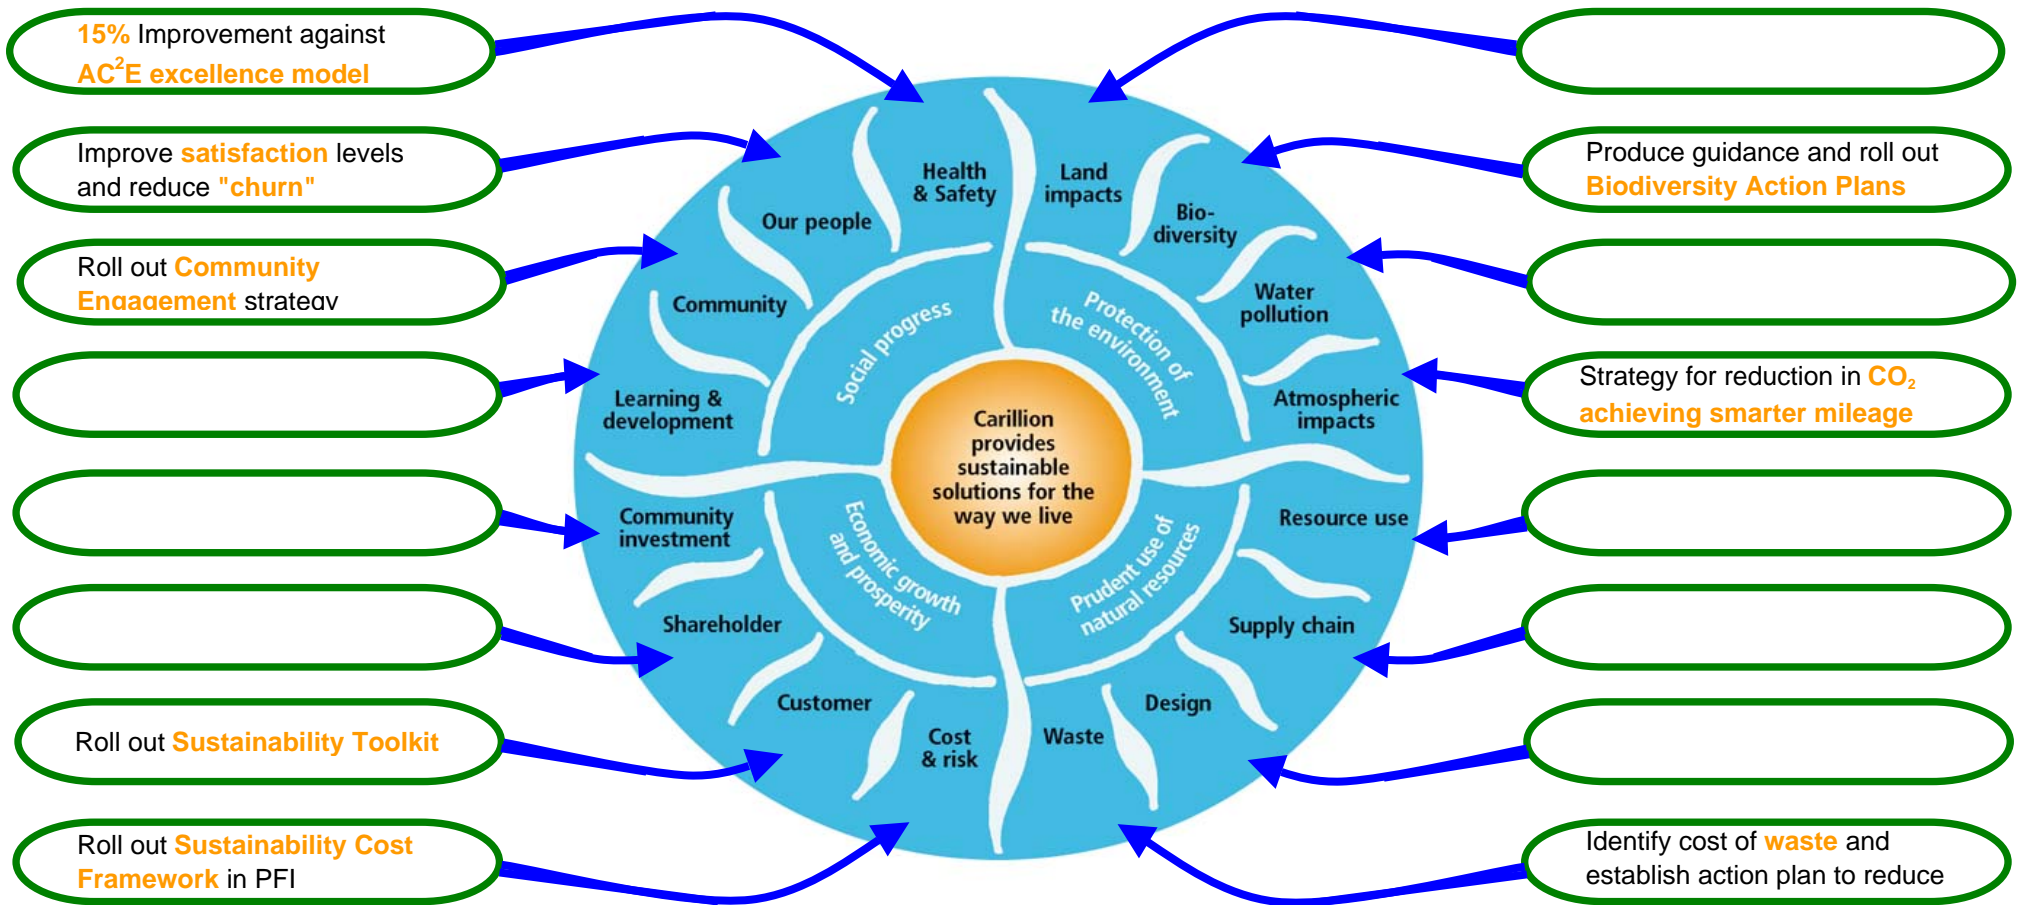 15% Improvement against
AC²E excellence model
Improve satisfaction levels
and reduce "churn"
Roll out Community
Engagement strategy
Roll out Sustainability Toolkit
Roll out Sustainability Cost
Framework in PFI
Health
& Safety
Our people
Community
Learning &
development
Social progress
Land
impacts
Bio-
diversity
Water
pollution
Atmospheric
impacts
Protection of
the environment
Carillion
provides
sustainable
solutions for the
way we live
Community
investment
Shareholder
Customer
Cost
& risk
Economic growth
and prosperity
Resource use
Supply chain
Design
Waste
Prudent use of
natural resources
Produce guidance and roll out
Biodiversity Action Plans
Strategy for reduction in CO₂
achieving smarter mileage
Identify cost of waste and
establish action plan to reduce